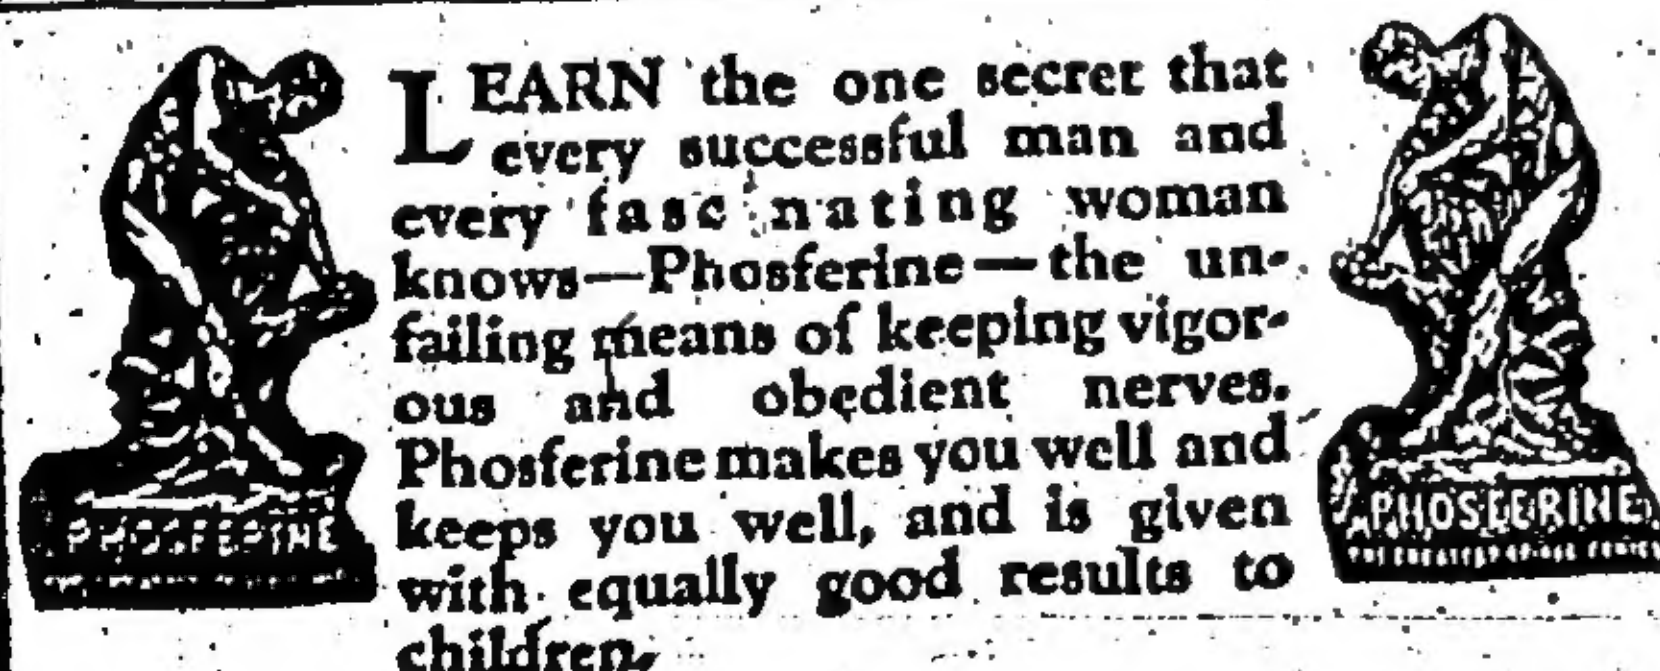 LEARN the one secret that
every successful man and
every fascinating woman
knows—Phosferine—the un-
failing means of keeping vigor-
ous and obedient nerves.
Phosferine makes you well and
keeps you well, and is given
with equally good results to
children.
PHOSFERINE
PHOSFERINE